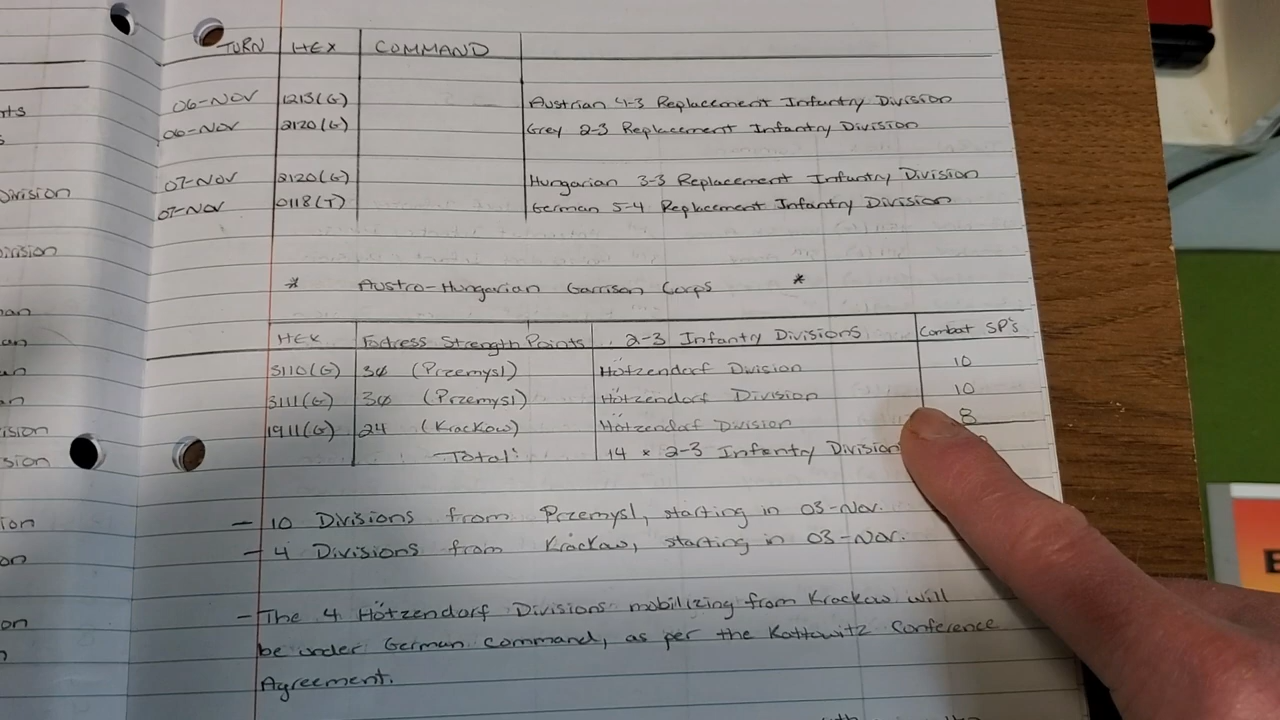 TURN HEX COMMAND
06-NOV 1213(G) Austrian 4-3 Replacement Infantry Division
06-NOV 2120(G) Grey 2-3 Replacement Infantry Division
07-NOV 2120(G) Hungarian 3-3 Replacement Infantry Division
07-NOV 0118(T) German 5-4 Replacement Infantry Division
* Austro-Hungarian Garrison Corps *
HEX Fortress Strength Points 2-3 Infantry Divisions Combat SP's
3110(G) (Przemysl) Hötzendorf Division 10
3111(G) (Przemysl) Hötzendorf Division 10
1911(G) 24 (Krackow) Hötzendorf Division 8
Total: 14 × 2-3 Infantry Division
- 10 Divisions from Przemysl, starting in 03-Nov.
- 4 Divisions from Krackow, starting in 03-Nov.
- The 4 Hötzendorf Divisions mobilizing from Krackow will
be under German command, as per the Kattowitz Conference
Agreement.